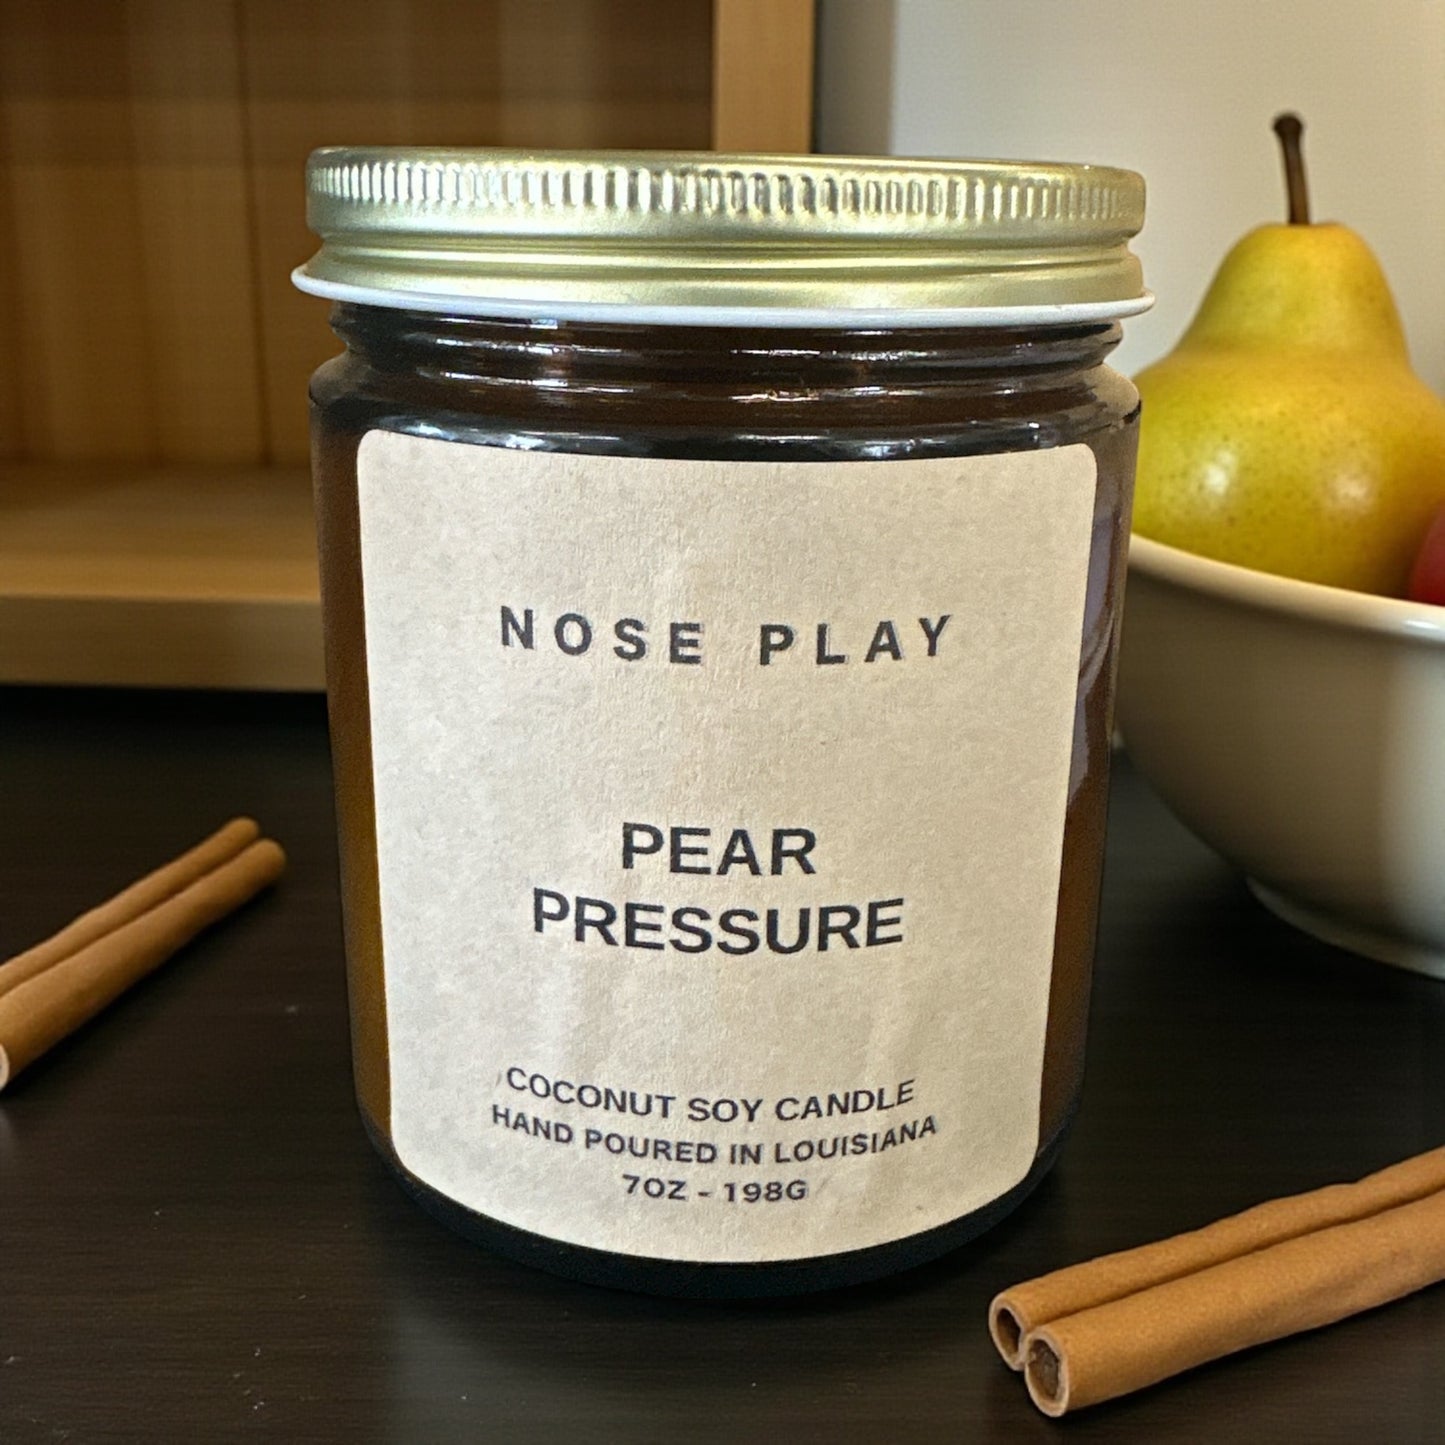 NOSE PLAY
PEAR
PRESSURE
COCONUT SOY CANDLE
HAND POURED IN LOUISIANA
7OZ - 198G